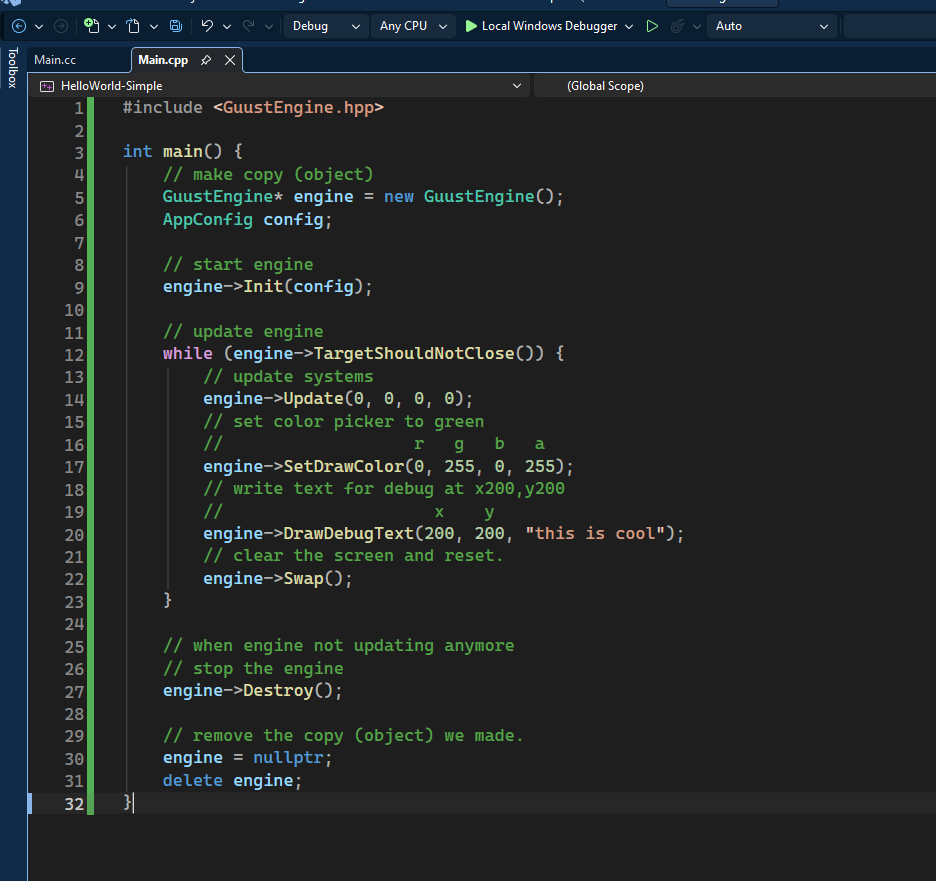 Debug Any CPU Local Windows Debugger Auto
Toolbox
Main.cc Main.cpp
HelloWorld-Simple (Global Scope)
1 #include <GuustEngine.hpp>
2
3 int main() {
4 // make copy (object)
5 GuustEngine* engine = new GuustEngine();
6 AppConfig config;
7
8 // start engine
9 engine->Init(config);
10
11 // update engine
12 while (engine->TargetShouldNotClose()) {
13 // update systems
14 engine->Update(0, 0, 0, 0);
15 // set color picker to green
16 // r g b a
17 engine->SetDrawColor(0, 255, 0, 255);
18 // write text for debug at x200,y200
19 // x y
20 engine->DrawDebugText(200, 200, "this is cool");
21 // clear the screen and reset.
22 engine->Swap();
23 }
24
25 // when engine not updating anymore
26 // stop the engine
27 engine->Destroy();
28
29 // remove the copy (object) we made.
30 engine = nullptr;
31 delete engine;
32 }